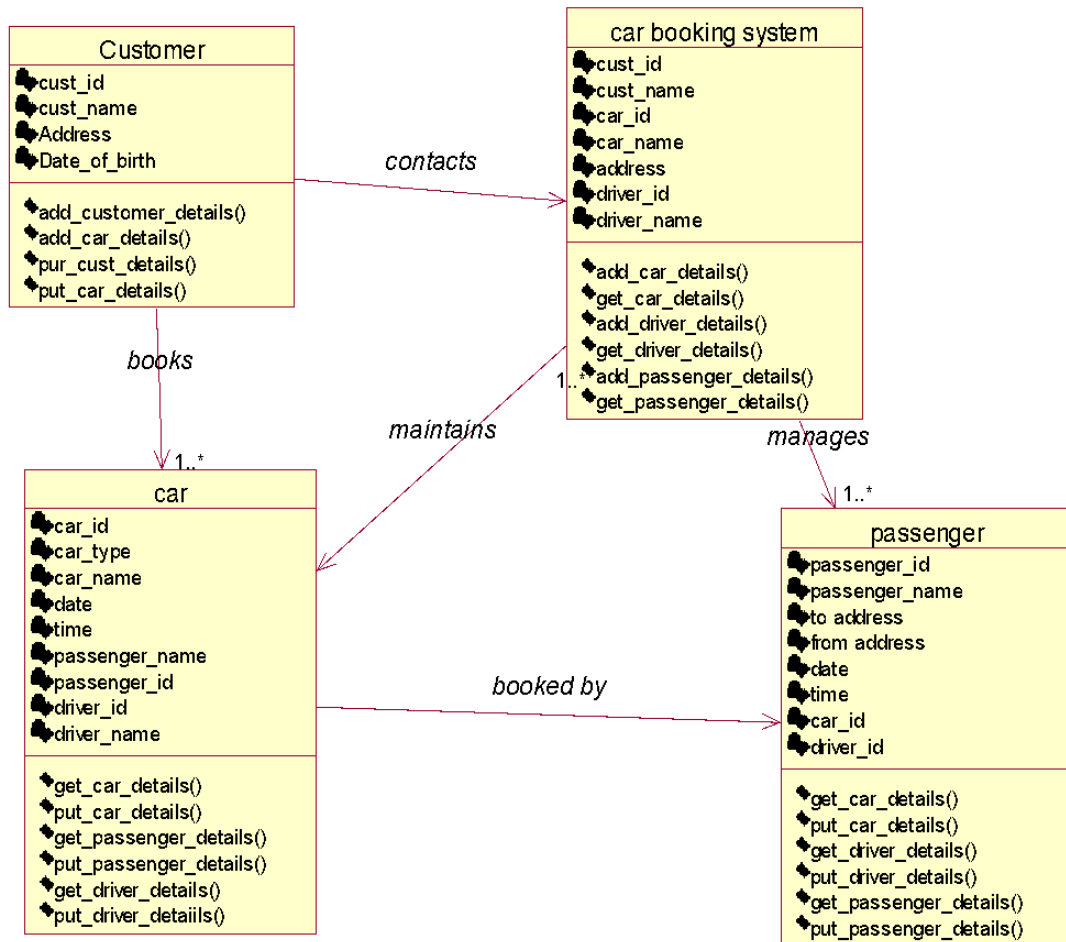 Customer
cust_id
cust_name
Address
Date_of_birth
add_customer_details()
add_car_details()
pur_cust_details()
put_car_details()
contacts
car booking system
cust_id
cust_name
car_id
car_name
address
driver_id
driver_name
add_car_details()
get_car_details()
add_driver_details()
get_driver_details()
add_passenger_details()
get_passenger_details()
books
1..*
maintains
1..*
manages
1..*
car
car_id
car_type
car_name
date
time
passenger_name
passenger_id
driver_id
driver_name
get_car_details()
put_car_details()
get_passenger_details()
put_passenger_details()
get_driver_details()
put_driver_detaiils()
booked by
passenger
passenger_id
passenger_name
to address
from address
date
time
car_id
driver_id
get_car_details()
put_car_details()
get_driver_details()
put_driver_details()
get_passenger_details()
put_passenger_details()